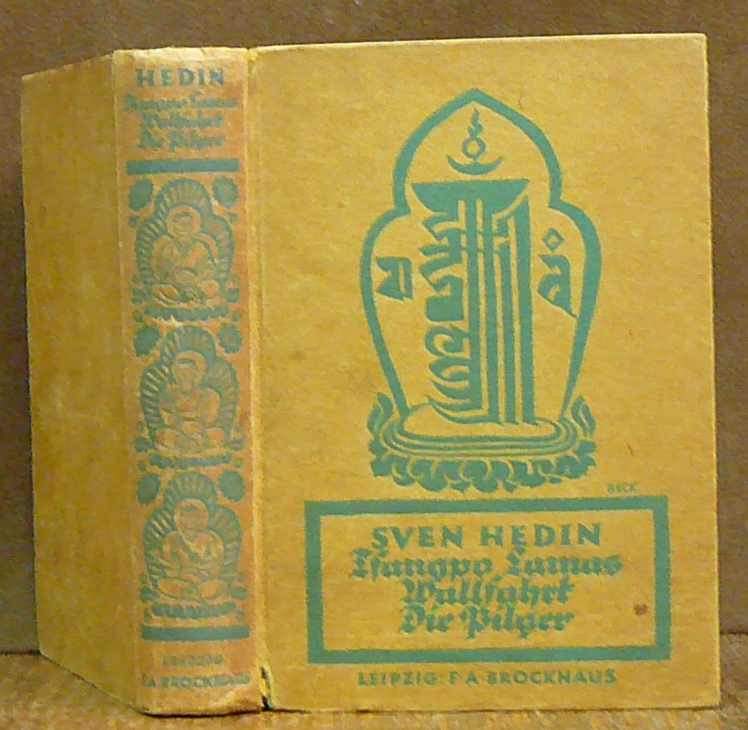 HEDIN
Tsangpo Lamas
Wallfahrt
Die Pilger
LEIPZIG
F A BROCKHAUS
BECK
SVEN HEDIN
Tsangpo Lamas
Wallfahrt
Die Pilger
LEIPZIG: F A BROCKHAUS